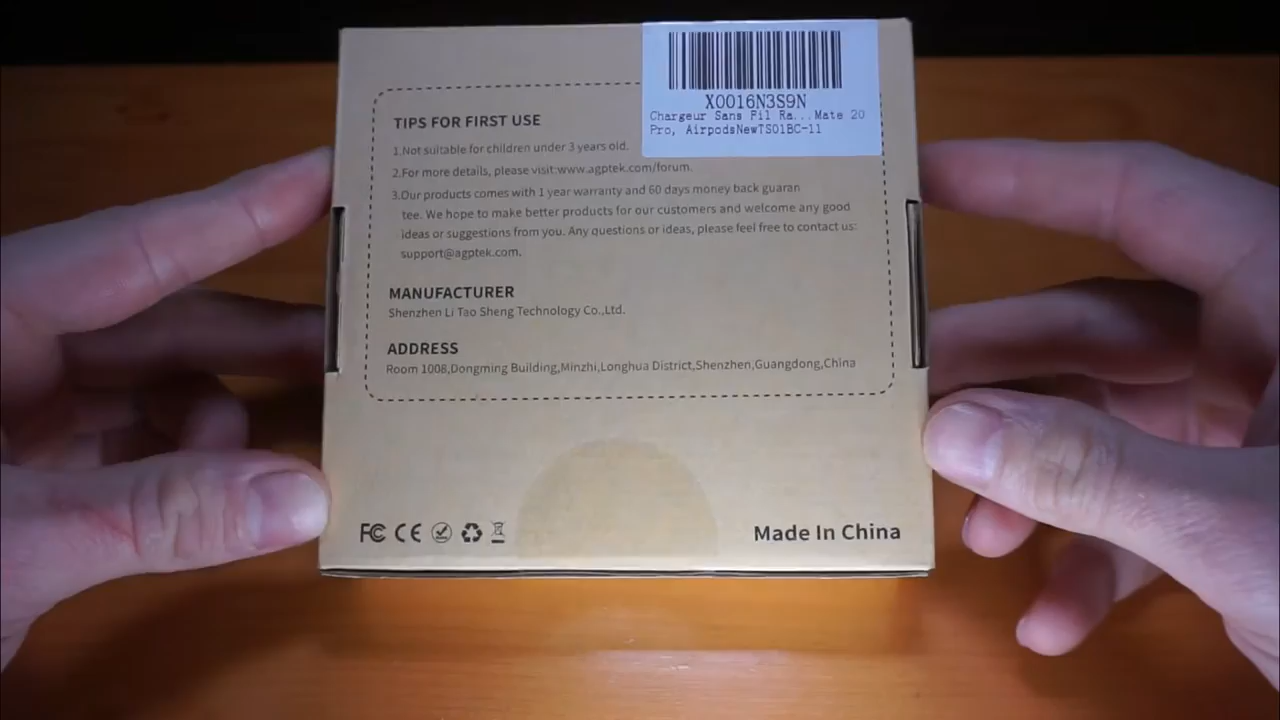 X0016N3S9N
Chargeur Sans Fil Ra...Mate 20
Pro, AirpodsNewTS01BC-11
TIPS FOR FIRST USE
1.Not suitable for children under 3 years old.
2.For more details, please visit:www.agptek.com/forum.
3.Our products comes with 1 year warranty and 60 days money back guaran
tee. We hope to make better products for our customers and welcome any good
ideas or suggestions from you. Any questions or ideas, please feel free to contact us:
support@agptek.com.
MANUFACTURER
Shenzhen Li Tao Sheng Technology Co.,Ltd.
ADDRESS
Room 1008,Dongming Building,Minzhi,Longhua District,Shenzhen,Guangdong,China
FC CE
Made In China